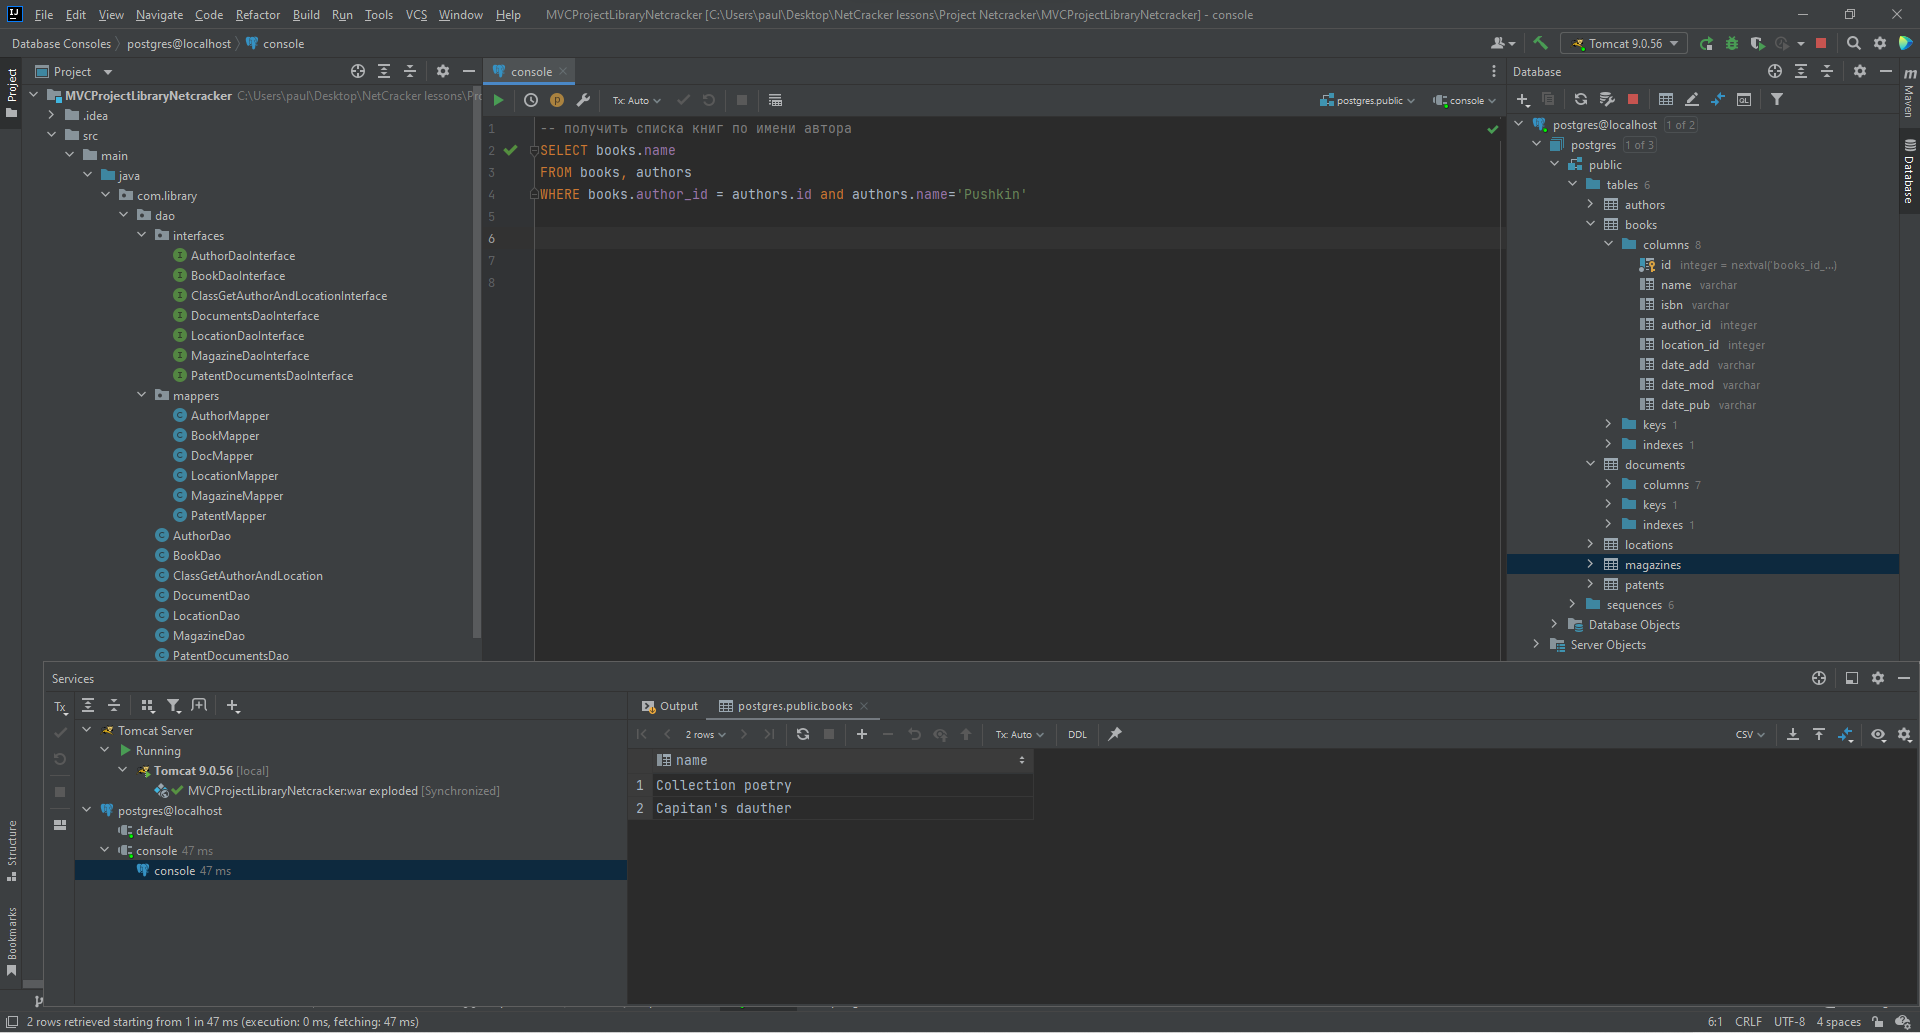 File Edit View Navigate Code Refactor Build Run Tools VCS Window Help MVCProjectLibraryNetcracker [C:\Users\paul\Desktop\NetCracker lessons\Project Netcracker\MVCProjectLibraryNetcracker] - console
Database Consoles postgres@localhost console
Tomcat 9.0.56
Project
Project
MVCProjectLibraryNetcracker C:\Users\paul\Desktop\NetCracker lessons\Pro
.idea
src
main
java
com.library
dao
interfaces
AuthorDaoInterface
BookDaoInterface
ClassGetAuthorAndLocationInterface
DocumentsDaoInterface
LocationDaoInterface
MagazineDaoInterface
PatentDocumentsDaoInterface
mappers
AuthorMapper
BookMapper
DocMapper
LocationMapper
MagazineMapper
PatentMapper
AuthorDao
BookDao
ClassGetAuthorAndLocation
DocumentDao
LocationDao
MagazineDao
PatentDocumentsDao
console
Tx: Auto
postgres.public
console
1 -- получить списка книг по имени автора
2 SELECT books.name
3 FROM books, authors
4 WHERE books.author_id = authors.id and authors.name='Pushkin'
5
6
7
8
Database
postgres@localhost 1 of 2
postgres 1 of 3
public
tables 6
authors
books
columns 8
id integer = nextval('books_id_...)
name varchar
isbn varchar
author_id integer
location_id integer
date_add varchar
date_mod varchar
date_pub varchar
keys 1
indexes 1
documents
columns 7
keys 1
indexes 1
locations
magazines
patents
sequences 6
Database Objects
Server Objects
m
Maven
Database
Structure
Bookmarks
Services
Tx
Tomcat Server
Running
Tomcat 9.0.56 [local]
MVCProjectLibraryNetcracker:war exploded [Synchronized]
postgres@localhost
default
console 47 ms
console 47 ms
Output postgres.public.books
2 rows Tx: Auto DDL CSV
name
1 Collection poetry
2 Capitan's dauther
2 rows retrieved starting from 1 in 47 ms (execution: 0 ms, fetching: 47 ms)
6:1 CRLF UTF-8 4 spaces